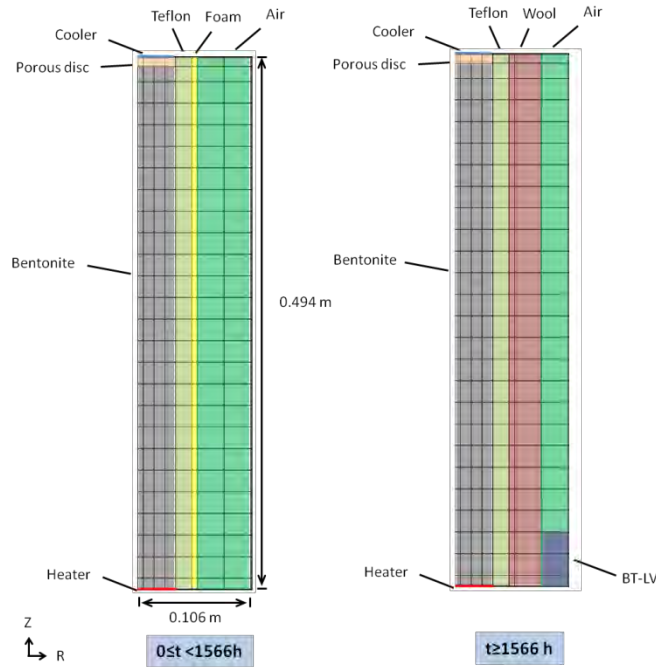 Teflon Foam Air
Cooler
Porous disc
Bentonite
0.494 m
Heater
0.106 m
Z
R
0≤t <1566h
Teflon Wool Air
Cooler
Porous disc
Bentonite
Heater
BT-LV
t≥1566 h